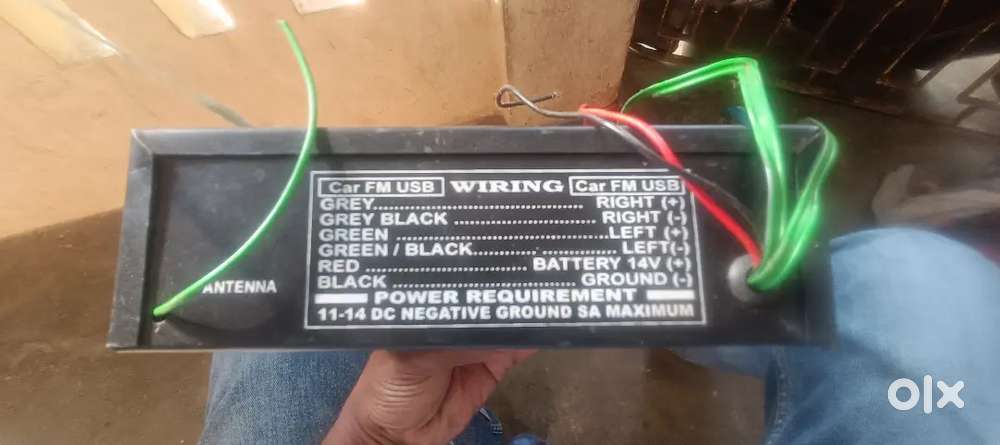 Car FM USB WIRING Car FM USB
GREY........................................ RIGHT (+)
GREY BLACK ........................... RIGHT (-)
GREEN ........................................LEFT (+)
GREEN / BLACK............. ............... LEFT(-)
RED .............................. BATTERY 14V (+)
BLACK .................................. GROUND (-)
POWER REQUIREMENT
11-14 DC NEGATIVE GROUND SA MAXIMUM
ANTENNA
olx